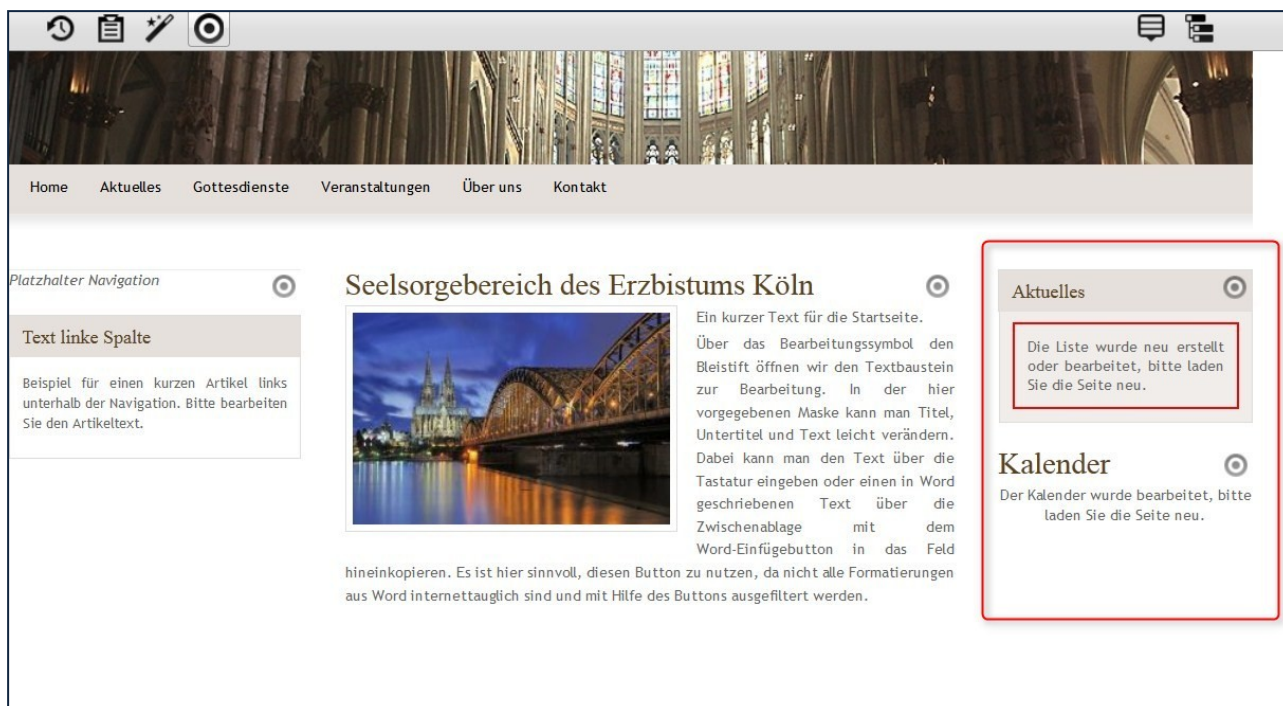 Home Aktuelles Gottesdienste Veranstaltungen Über uns Kontakt
Platzhalter Navigation
Text linke Spalte
Beispiel für einen kurzen Artikel links
unterhalb der Navigation. Bitte bearbeiten
Sie den Artikeltext.
Seelsorgebereich des Erzbistums Köln
Ein kurzer Text für die Startseite.
Über das Bearbeitungssymbol den
Bleistift öffnen wir den Textbaustein
zur Bearbeitung. In der hier
vorgegebenen Maske kann man Titel,
Untertitel und Text leicht verändern.
Dabei kann man den Text über die
Tastatur eingeben oder einen in Word
geschriebenen Text über die
Zwischenablage mit dem
Word-Einfügebutton in das Feld
hineinkopieren. Es ist hier sinnvoll, diesen Button zu nutzen, da nicht alle Formatierungen
aus Word internettauglich sind und mit Hilfe des Buttons ausgefiltert werden.
Aktuelles
Die Liste wurde neu erstellt
oder bearbeitet, bitte laden
Sie die Seite neu.
Kalender
Der Kalender wurde bearbeitet, bitte
laden Sie die Seite neu.